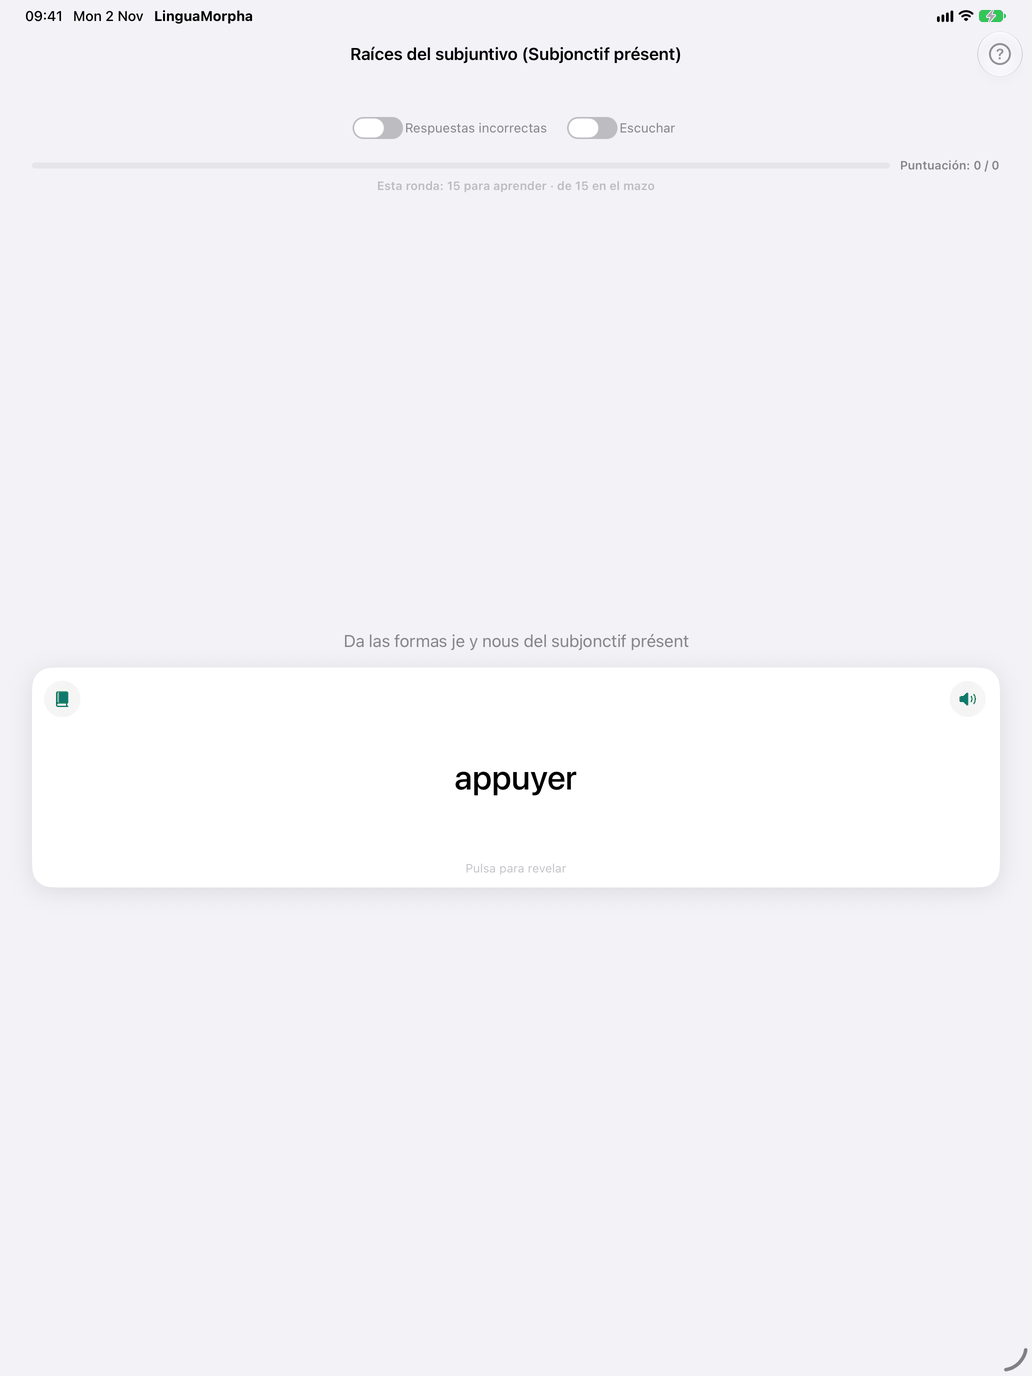 09:41 Mon 2 Nov LinguaMorpha
Raíces del subjuntivo (Subjonctif présent)
Respuestas incorrectas Escuchar
Puntuación: 0 / 0
Esta ronda: 15 para aprender · de 15 en el mazo
Da las formas je y nous del subjonctif présent
appuyer
Pulsa para revelar